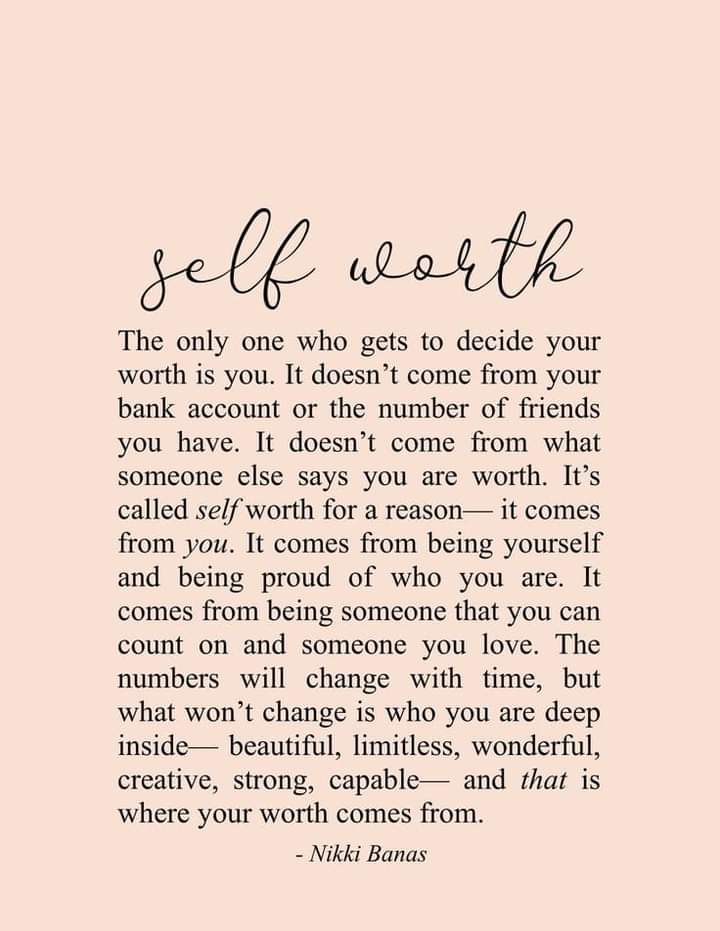 self worth
The only one who gets to decide your
worth is you. It doesn’t come from your
bank account or the number of friends
you have. It doesn’t come from what
someone else says you are worth. It’s
called self worth for a reason— it comes
from you. It comes from being yourself
and being proud of who you are. It
comes from being someone that you can
count on and someone you love. The
numbers will change with time, but
what won’t change is who you are deep
inside— beautiful, limitless, wonderful,
creative, strong, capable— and that is
where your worth comes from.
- Nikki Banas